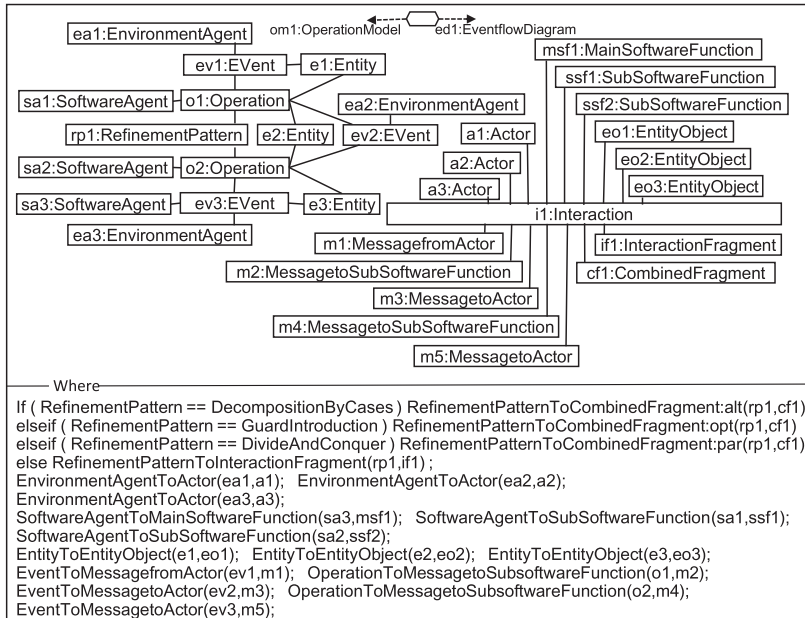 ea1:EnvironmentAgent
om1:OperationModel
ed1:EventflowDiagram
msf1:MainSoftwareFunction
ev1:EVent
e1:Entity
ssf1:SubSoftwareFunction
sa1:SoftwareAgent
o1:Operation
ea2:EnvironmentAgent
ssf2:SubSoftwareFunction
rp1:RefinementPattern
e2:Entity
ev2:EVent
a1:Actor
eo1:EntityObject
sa2:SoftwareAgent
o2:Operation
a2:Actor
eo2:EntityObject
a3:Actor
eo3:EntityObject
sa3:SoftwareAgent
ev3:EVent
e3:Entity
i1:Interaction
ea3:EnvironmentAgent
m1:MessagefromActor
if1:InteractionFragment
m2:MessagetoSubSoftwareFunction
cf1:CombinedFragment
m3:MessagetoActor
m4:MessagetoSubSoftwareFunction
m5:MessagetoActor
Where
If ( RefinementPattern == DecompositionByCases ) RefinementPatternToCombinedFragment:alt(rp1,cf1)
elseif ( RefinementPattern == GuardIntroduction ) RefinementPatternToCombinedFragment:opt(rp1,cf1)
elseif ( RefinementPattern == DivideAndConquer ) RefinementPatternToCombinedFragment:par(rp1,cf1)
else RefinementPatternToInteractionFragment(rp1,if1) ;
EnvironmentAgentToActor(ea1,a1); EnvironmentAgentToActor(ea2,a2);
EnvironmentAgentToActor(ea3,a3);
SoftwareAgentToMainSoftwareFunction(sa3,msf1); SoftwareAgentToSubSoftwareFunction(sa1,ssf1);
SoftwareAgentToSubSoftwareFunction(sa2,ssf2);
EntityToEntityObject(e1,eo1); EntityToEntityObject(e2,eo2); EntityToEntityObject(e3,eo3);
EventToMessagefromActor(ev1,m1); OperationToMessagetoSubsoftwareFunction(o1,m2);
EventToMessagetoActor(ev2,m3); OperationToMessagetoSubsoftwareFunction(o2,m4);
EventToMessagetoActor(ev3,m5);